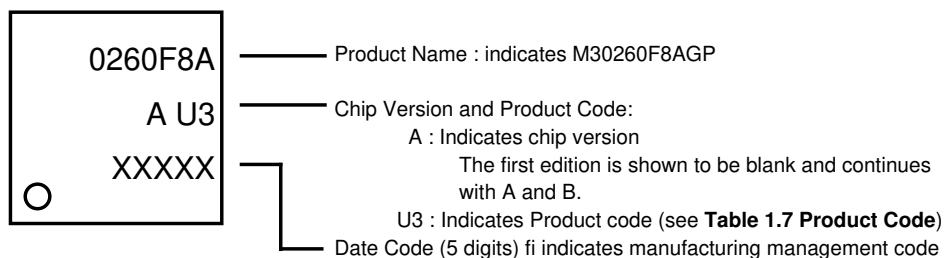 0260F8A
Product Name : indicates M30260F8AGP
A U3
Chip Version and Product Code:
A : Indicates chip version
The first edition is shown to be blank and continues
with A and B.
U3 : Indicates Product code (see Table 1.7 Product Code)
XXXXX
Date Code (5 digits) fi indicates manufacturing management code